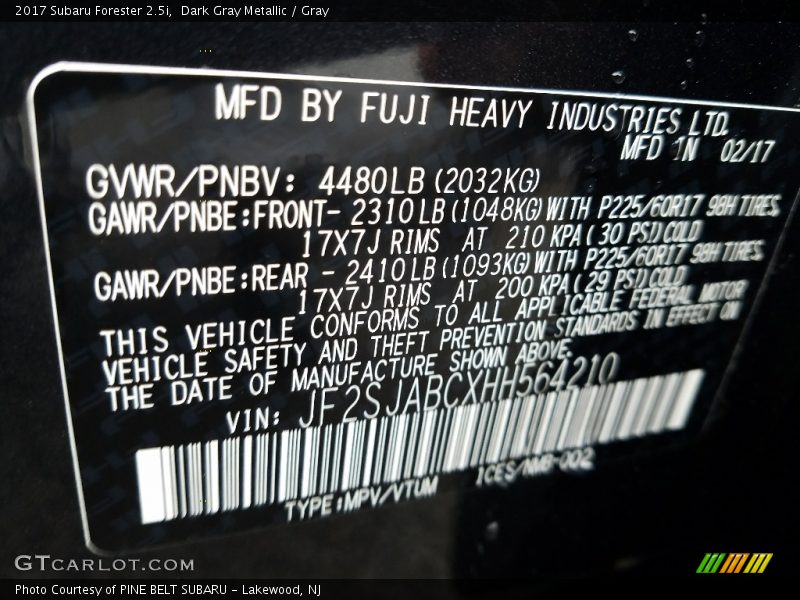 2017 Subaru Forester 2.5i,  Dark Gray Metallic / Gray
MFD BY FUJI HEAVY INDUSTRIES LTD.
MFD IN 02/17
GVWR/PNBV: 4480LB (2032KG)
GAWR/PNBE:FRONT- 2310LB (1048KG) WITH P225/60R17 98H TIRES
17X7J RIMS AT 210 KPA ( 30 PSI) COLD
GAWR/PNBE:REAR - 2410LB (1093KG) WITH P225/60R17 98H TIRES
17X7J RIMS AT 200 KPA ( 29 PSI) COLD
THIS VEHICLE CONFORMS TO ALL APPLICABLE FEDERAL MOTOR
VEHICLE SAFETY AND THEFT PREVENTION STANDARDS IN EFFECT ON
THE DATE OF MANUFACTURE SHOWN ABOVE.
VIN: JF2SJABCXHH564210
TYPE:MPV/VTUM ICES/NMB-002
GTCARLOT.COM
Photo Courtesy of PINE BELT SUBARU - Lakewood, NJ